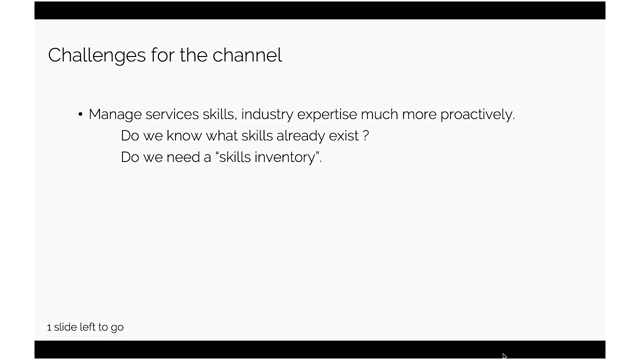 Challenges for the channel
• Manage services skills, industry expertise much more proactively.
Do we know what skills already exist ?
Do we need a “skills inventory”.
1 slide left to go